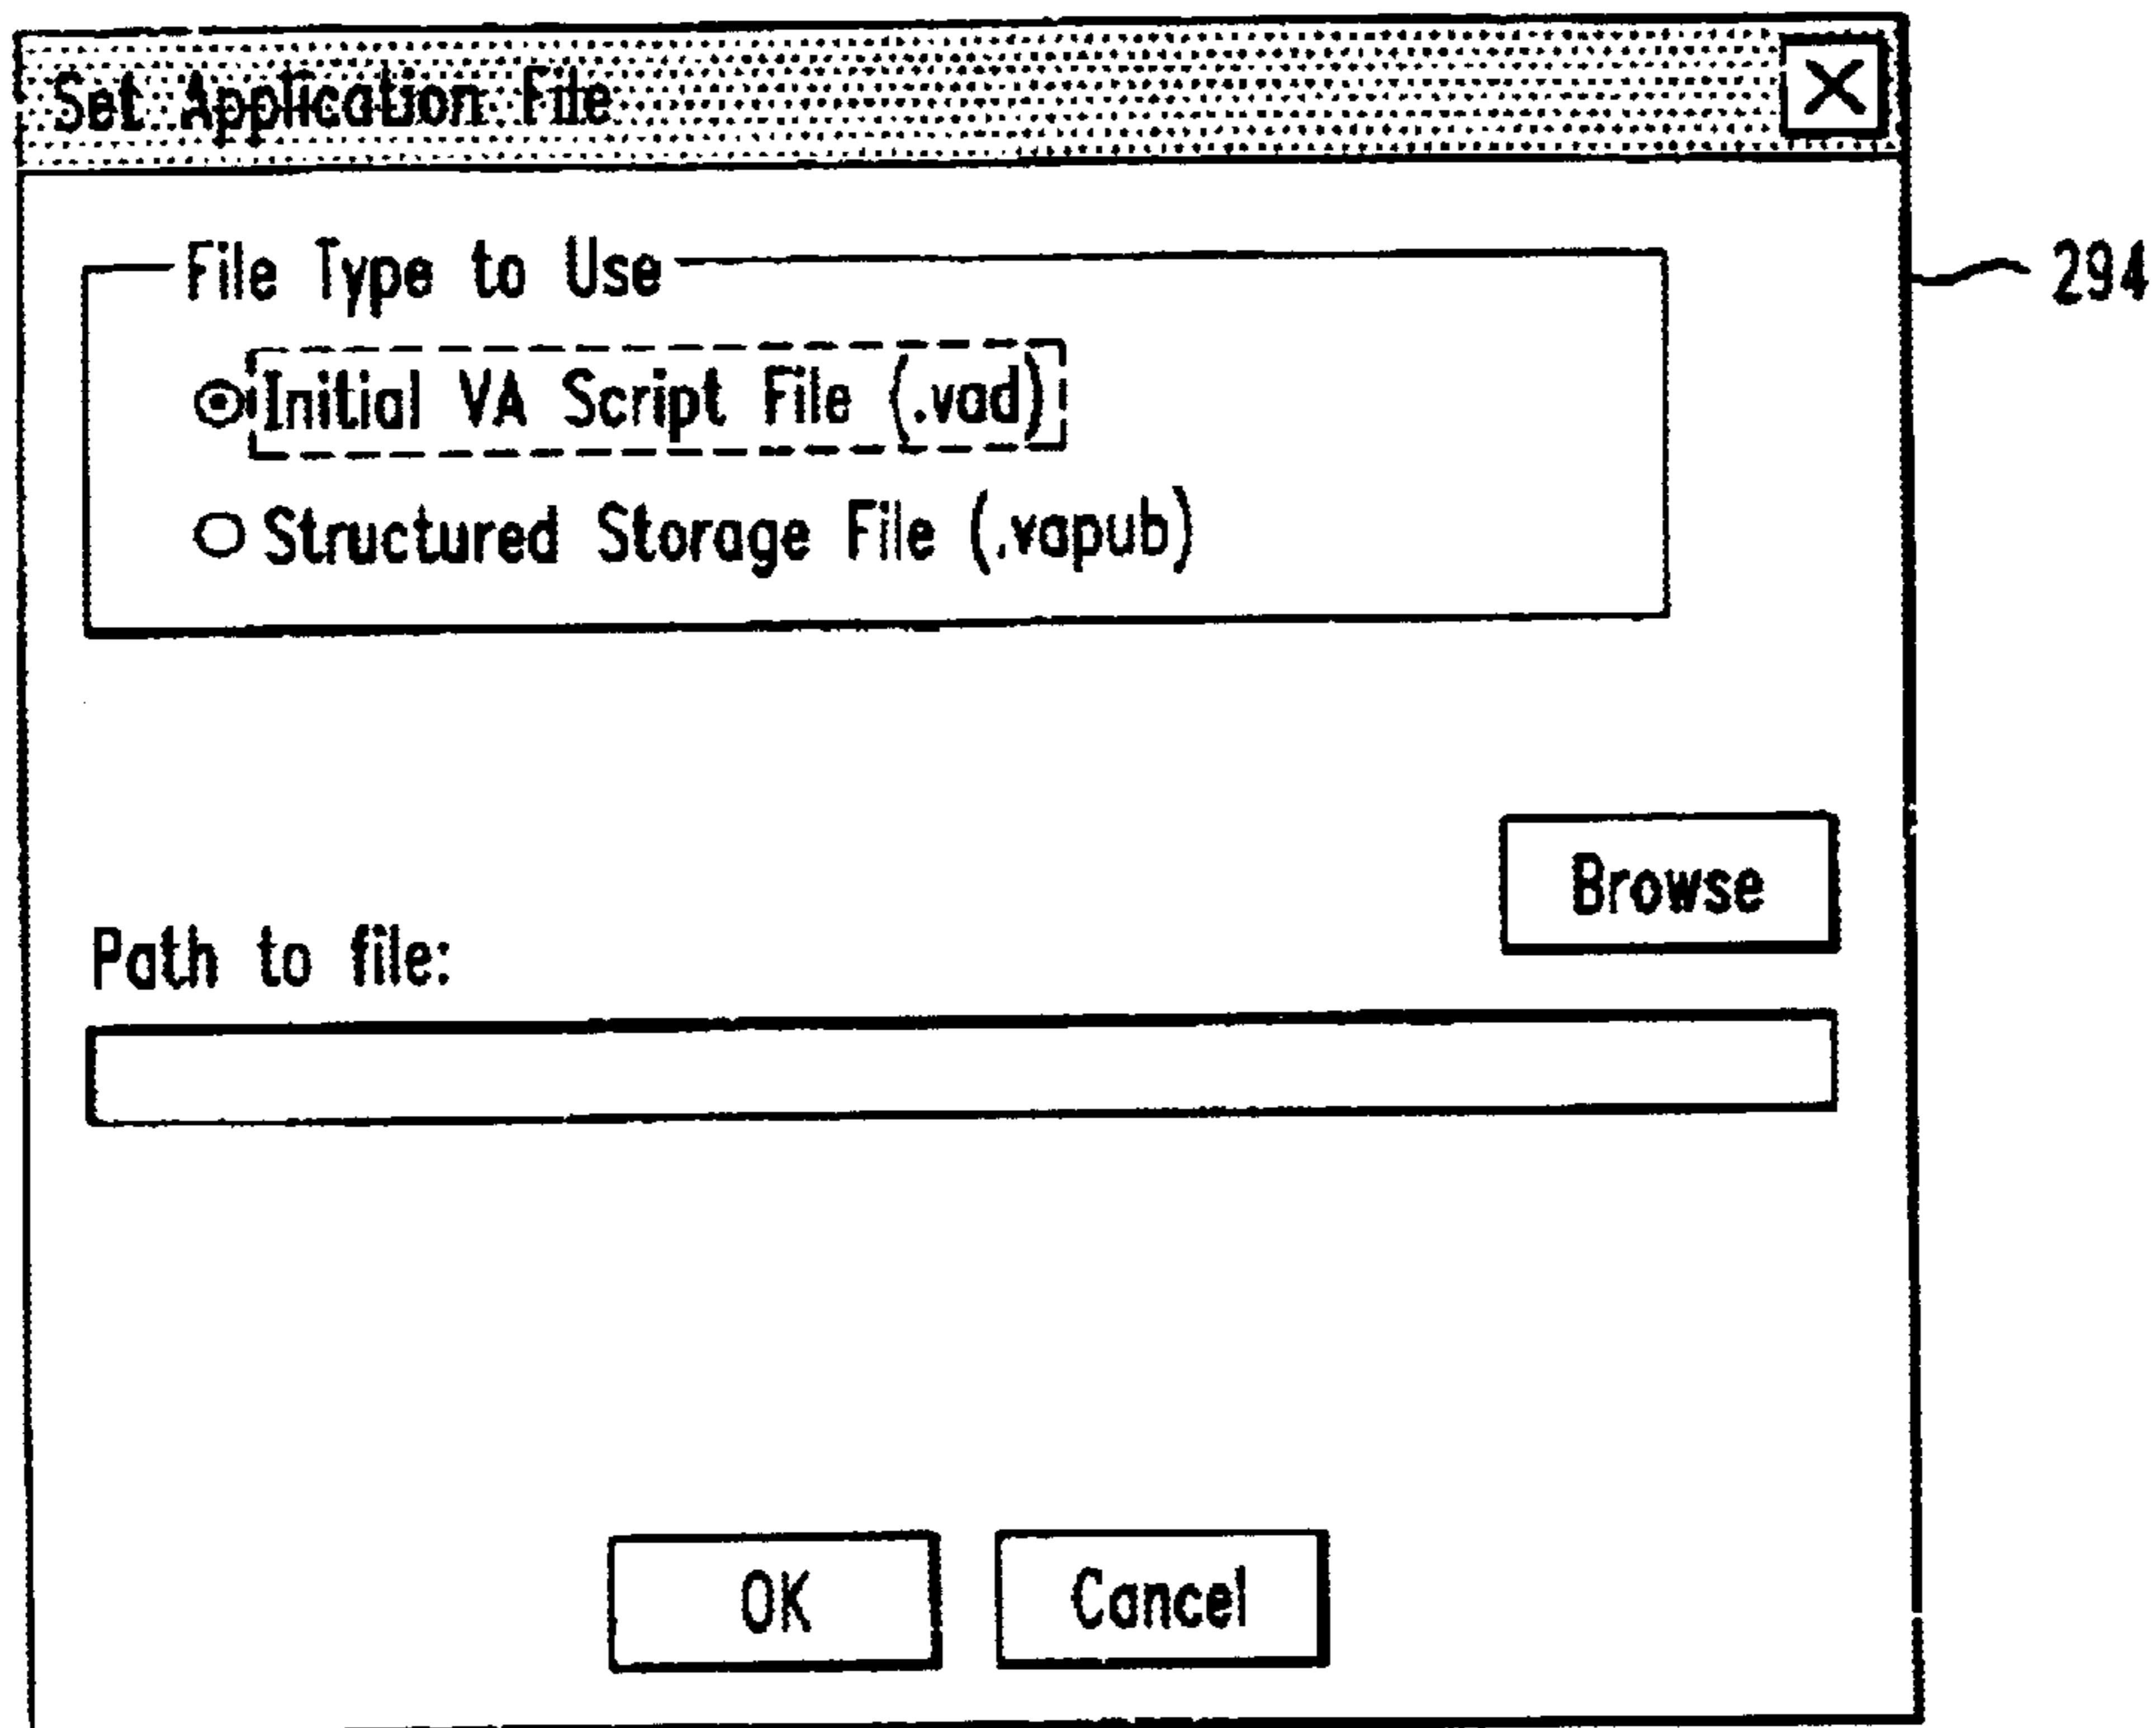 Set Application File
File Type to Use
294
Initial VA Script File (.vad)
Structured Storage File (.vapub)
Browse
Path to file:
OK
Cancel